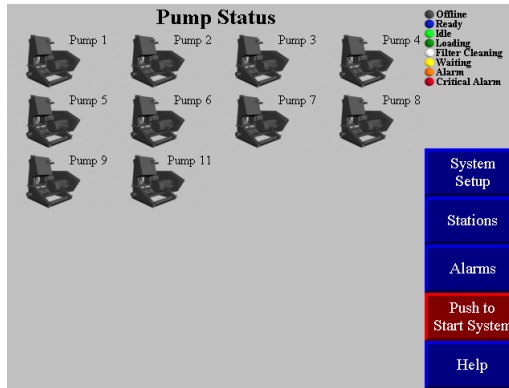 Pump Status
Offline
Ready
Idle
Loading
Filter Cleaning
Waiting
Alarm
Critical Alarm
Pump 1
Pump 2
Pump 3
Pump 4
Pump 5
Pump 6
Pump 7
Pump 8
Pump 9
Pump 11
System
Setup
Stations
Alarms
Push to
Start System
Help